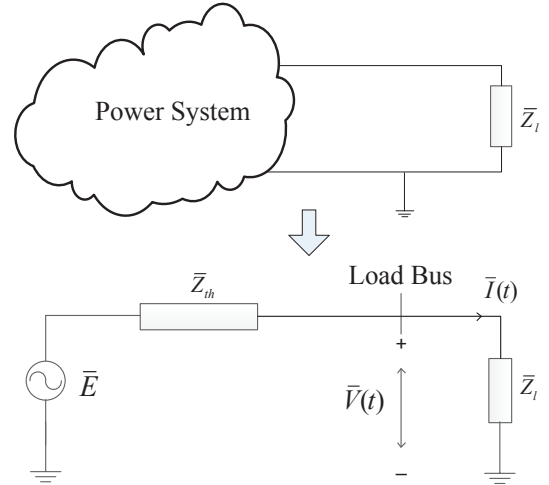 Power System
Z̅ₗ
Z̅ₜₕ
Load Bus
I̅(t)
E̅
+
V̅(t)
Z̅ₗ
−